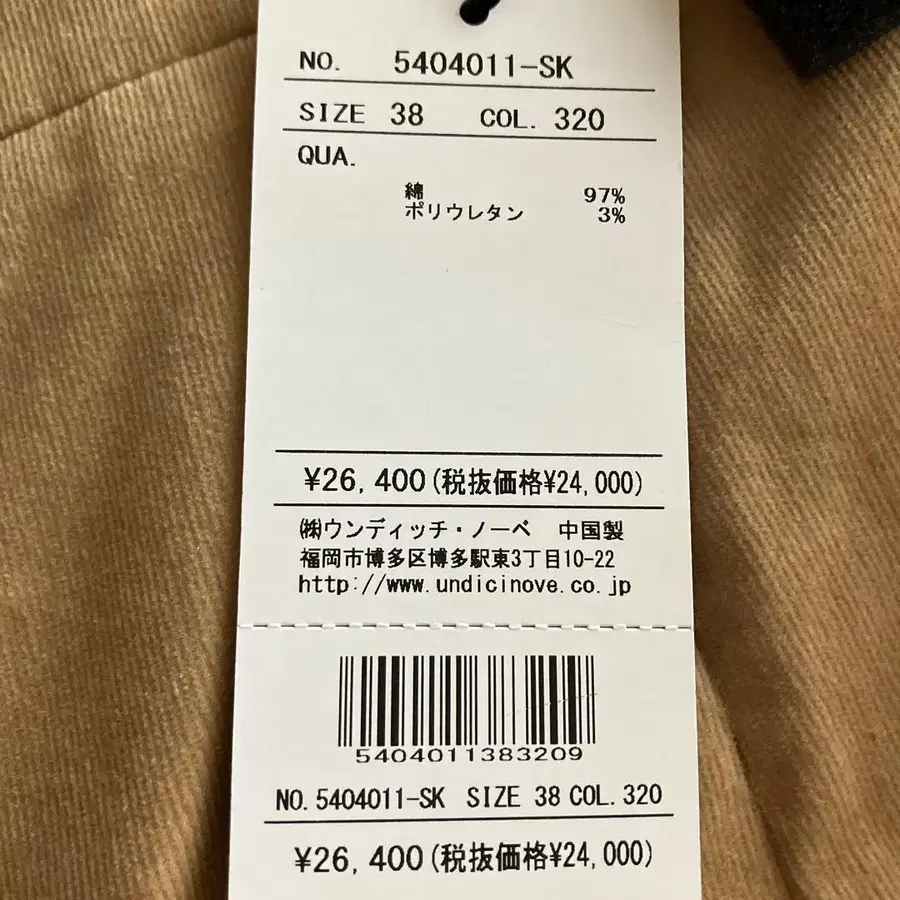 NO. 5404011-SK
SIZE 38 COL. 320
QUA.
綿 97%
ポリウレタン 3%
¥26,400(税抜価格¥24,000)
㈱ウンディッチ・ノーベ 中国製
福岡市博多区博多駅東3丁目10-22
http://www.undicinove.co.jp
5404011383209
NO.5404011-SK SIZE 38 COL.320
¥26,400(税抜価格¥24,000)